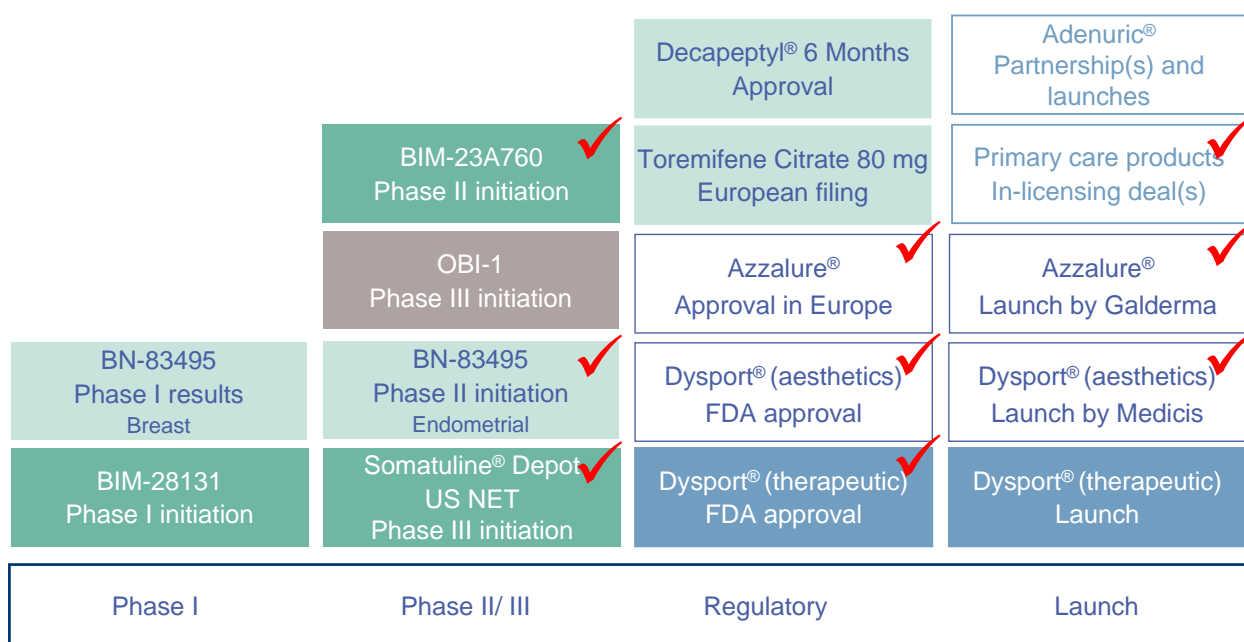 Decapeptyl® 6 Months
Approval
Adenuric®
Partnership(s) and
launches
BIM-23A760
Phase II initiation
Toremifene Citrate 80 mg
European filing
Primary care products
In-licensing deal(s)
OBI-1
Phase III initiation
Azzalure®
Approval in Europe
Azzalure®
Launch by Galderma
BN-83495
Phase I results
Breast
BN-83495
Phase II initiation
Endometrial
Dysport® (aesthetics)
FDA approval
Dysport® (aesthetics)
Launch by Medicis
BIM-28131
Phase I initiation
Somatuline® Depot
US NET
Phase III initiation
Dysport® (therapeutic)
FDA approval
Dysport® (therapeutic)
Launch
Phase I
Phase II/ III
Regulatory
Launch